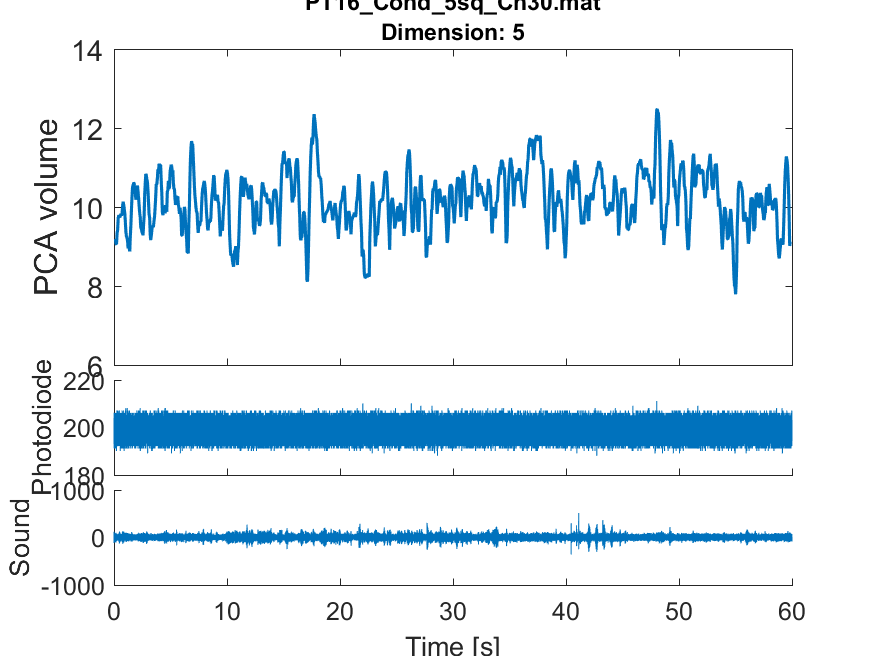 PT16_Cond_5sq_Ch30.mat
Dimension: 5
14
12
10
8
6
PCA volume
220
200
180
Photodiode
1000
0
-1000
Sound
0 10 20 30 40 50 60
Time [s]